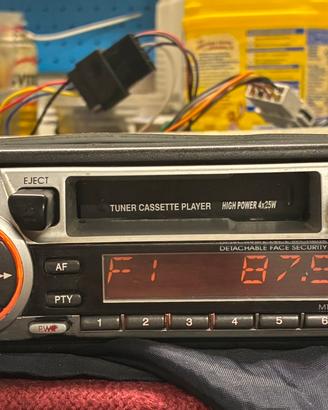 EJECT
TUNER CASSETTE PLAYER HIGH POWER 4x25W
DETACHABLE FACE SECURITY
AF
F1 87.5
PTY
1 2 3 4 5 6